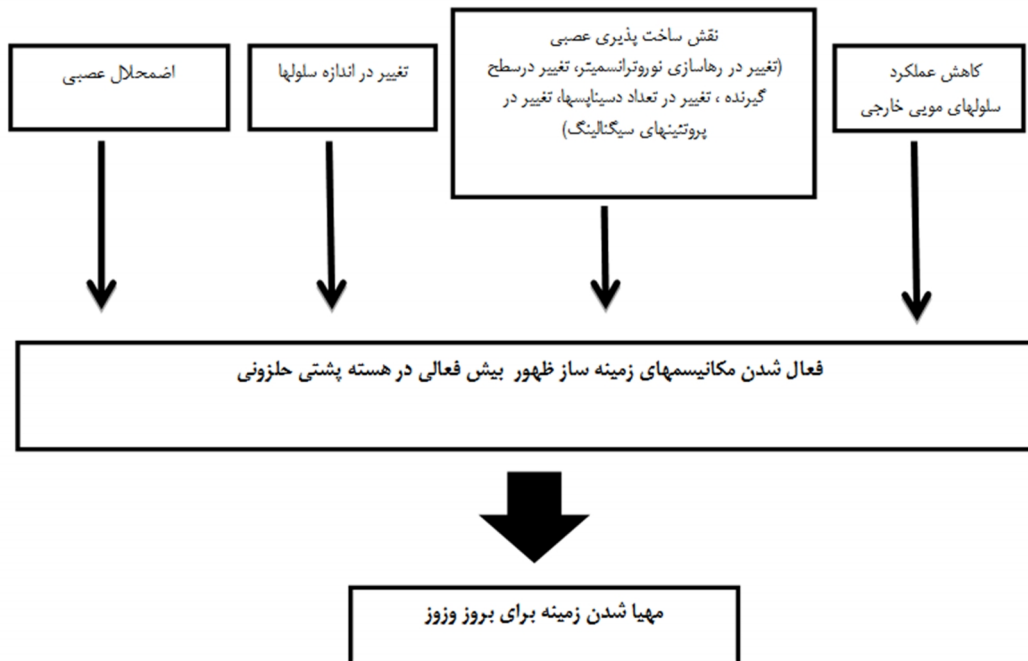 کاهش عملکرد
سلولهای مویی خارجی
نقش ساخت پذیری عصبی
(تغییر در رهاسازی نوروترانسمیتر، تغییر درسطح
گیرنده ، تغییر در تعداد دسیناپسها، تغییر در
پروتئینهای سیگنالینگ)
تغییر در اندازه سلولها
اضمحلال عصبی
فعال شدن مکانیسمهای زمینه ساز ظهور بیش فعالی در هسته پشتی حلزونی
مهیا شدن زمینه برای بروز وزوز